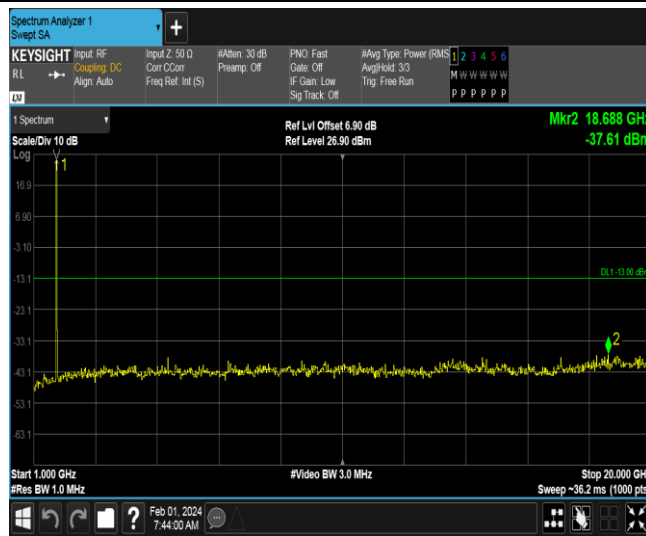 Spectrum Analyzer 1
Swept SA
+
KEYSIGHT
RL
Input: RF
Coupling: DC
Align: Auto
Input Z: 50 Ω
Corr CCorr
Freq Ref: Int (S)
#Atten: 30 dB
Preamp: Off
PNO: Fast
Gate: Off
IF Gain: Low
Sig Track: Off
#Avg Type: Power (RMS
Avg|Hold: 3/3
Trig: Free Run
1 2 3 4 5 6
M W W W W W
P P P P P P
1 Spectrum
Scale/Div 10 dB
Log
Ref Lvl Offset 6.90 dB
Ref Level 26.90 dBm
Mkr2 18.688 GHz
-37.61 dBm
1
16.9
6.90
-3.10
-13.1
DL1 -13.00 dBm
-23.1
-33.1
2
-43.1
-53.1
-63.1
Start 1.000 GHz
#Res BW 1.0 MHz
#Video BW 3.0 MHz
Stop 20.000 GHz
Sweep ~36.2 ms (1000 pts
?
Feb 01, 2024
7:44:00 AM